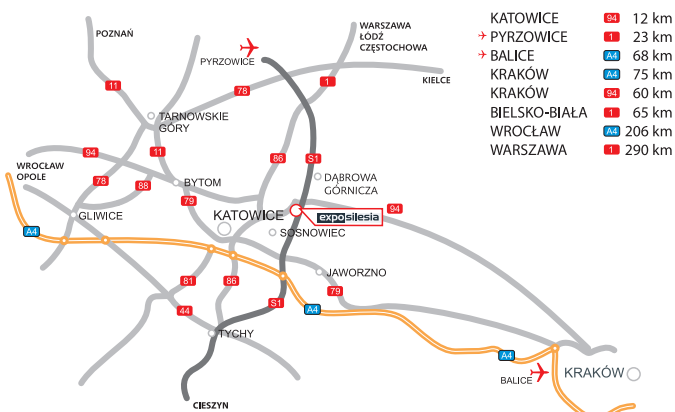 POZNAŃ
WARSZAWA
ŁÓDŹ
CZĘSTOCHOWA
PYRZOWICE
KIELCE
11
78
1
TARNOWSKIE
GÓRY
94
11
86
S1
WROCŁAW
OPOLE
78
88
BYTOM
DĄBROWA
GÓRNICZA
79
GLIWICE
KATOWICE
exposilesia
94
A4
SOSNOWIEC
81
86
JAWORZNO
79
44
S1
A4
TYCHY
A4
CIESZYN
BALICE
KRAKÓW
KATOWICE 94 12 km
PYRZOWICE 1 23 km
BALICE A4 68 km
KRAKÓW A4 75 km
KRAKÓW 94 60 km
BIELSKO-BIAŁA 1 65 km
WROCŁAW A4 206 km
WARSZAWA 1 290 km